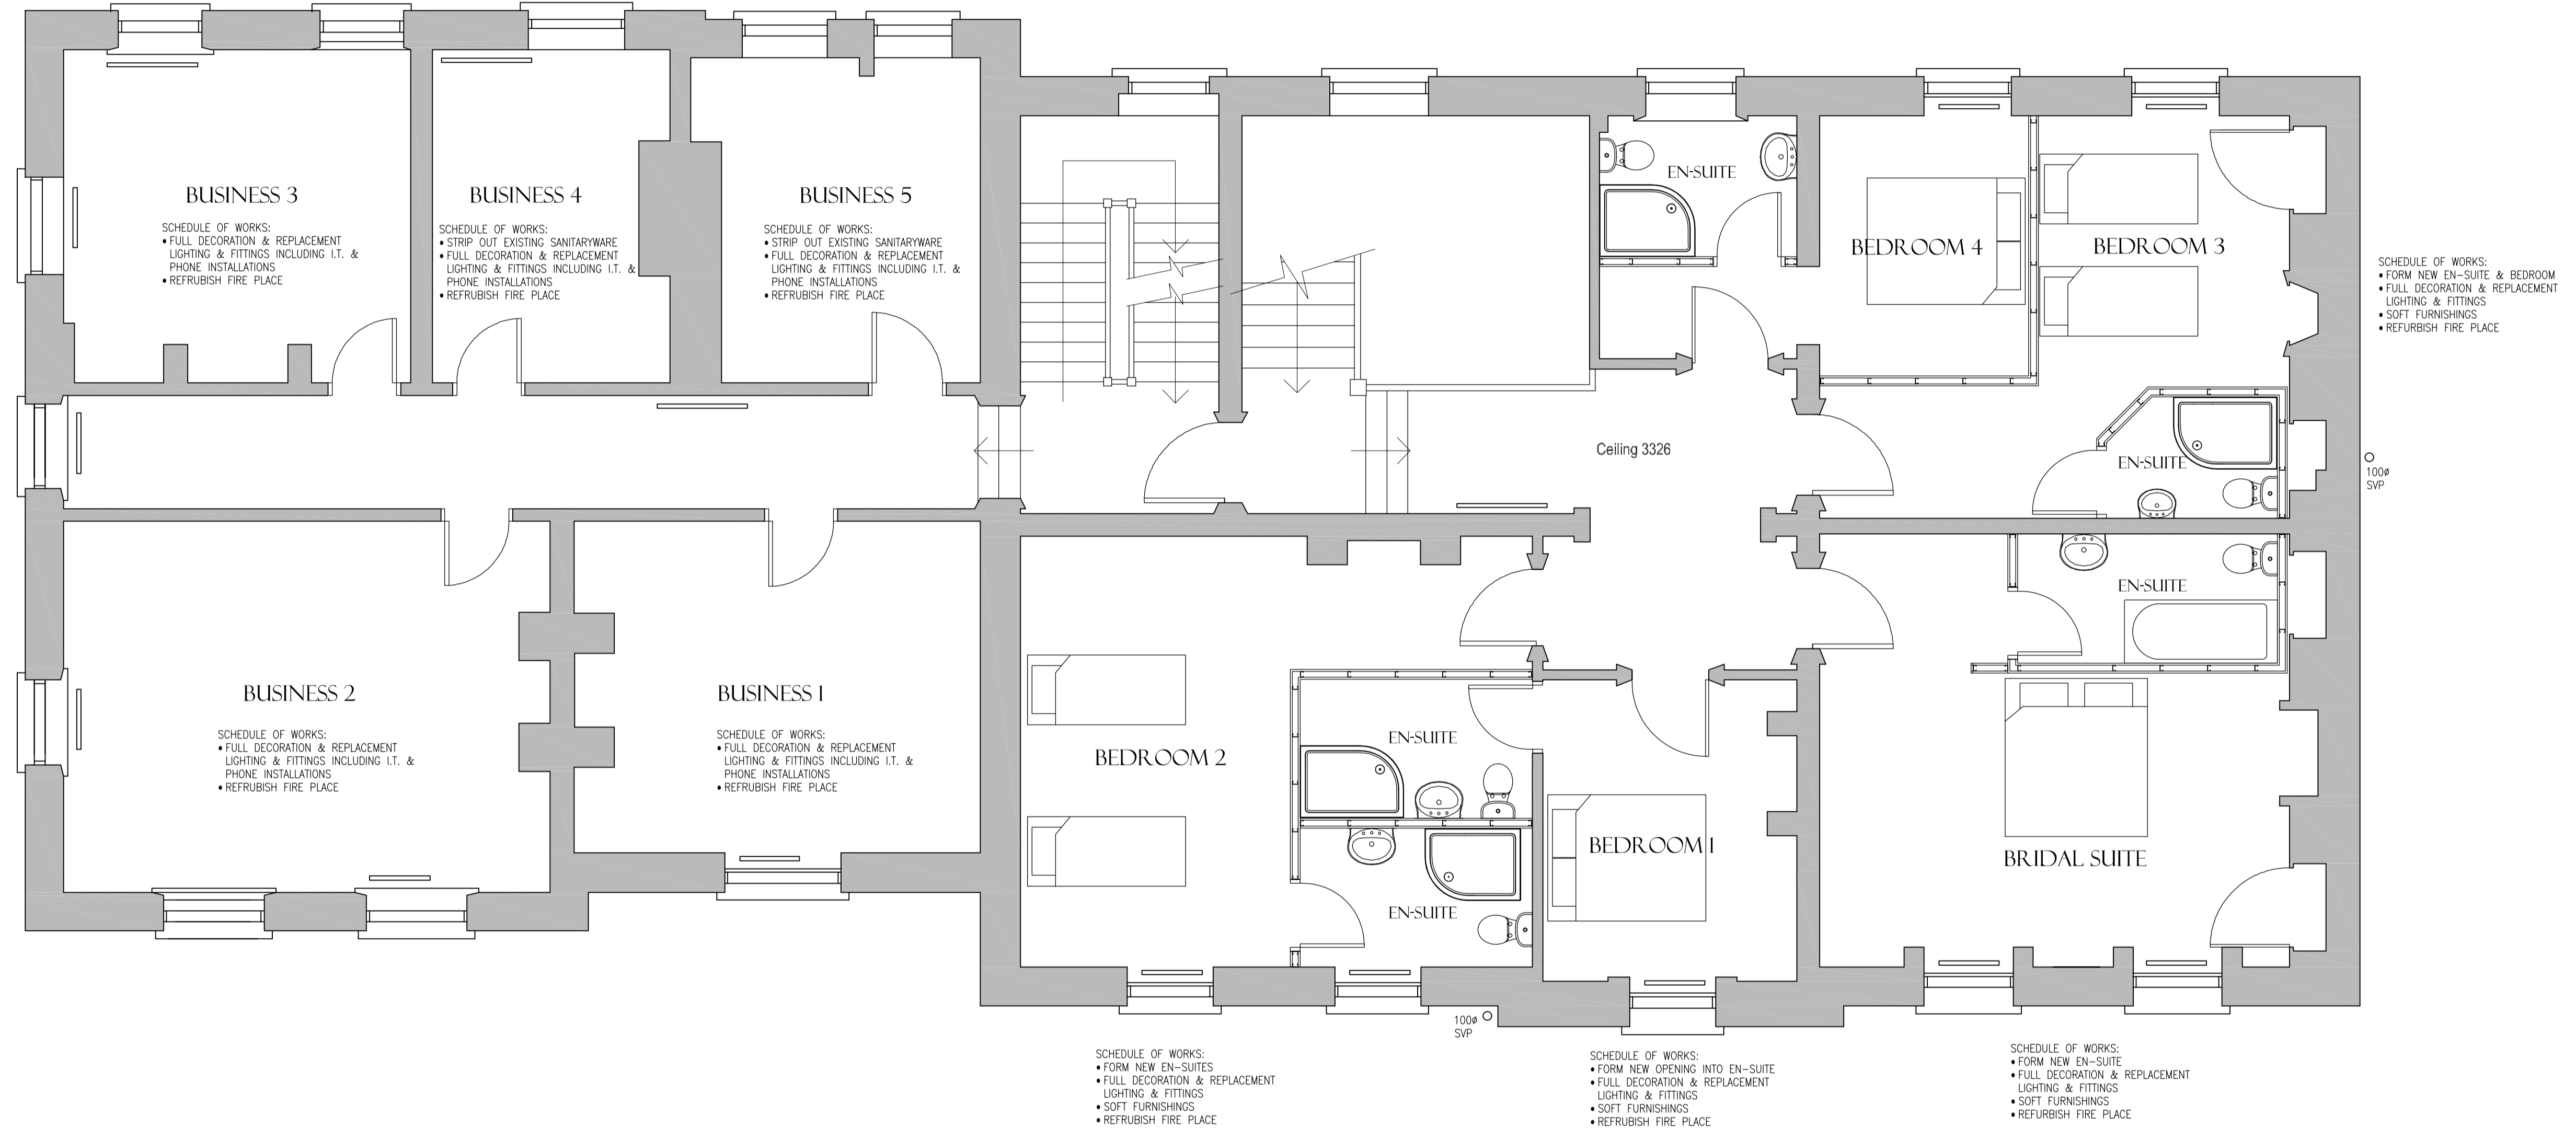 BUSINESS 3
SCHEDULE OF WORKS:
• FULL DECORATION & REPLACEMENT
LIGHTING & FITTINGS INCLUDING I.T. &
PHONE INSTALLATIONS
• REFRUBISH FIRE PLACE
BUSINESS 4
SCHEDULE OF WORKS:
• STRIP OUT EXISTING SANITARYWARE
• FULL DECORATION & REPLACEMENT
LIGHTING & FITTINGS INCLUDING I.T. &
PHONE INSTALLATIONS
• REFRUBISH FIRE PLACE
BUSINESS 5
SCHEDULE OF WORKS:
• STRIP OUT EXISTING SANITARYWARE
• FULL DECORATION & REPLACEMENT
LIGHTING & FITTINGS INCLUDING I.T. &
PHONE INSTALLATIONS
• REFRUBISH FIRE PLACE
EN-SUITE
BEDROOM 4
BEDROOM 3
SCHEDULE OF WORKS:
• FORM NEW EN-SUITE & BEDROOM
• FULL DECORATION & REPLACEMENT
LIGHTING & FITTINGS
• SOFT FURNISHINGS
• REFURBISH FIRE PLACE
Ceiling 3326
EN-SUITE
100ø
SVP
EN-SUITE
BUSINESS 2
SCHEDULE OF WORKS:
• FULL DECORATION & REPLACEMENT
LIGHTING & FITTINGS INCLUDING I.T. &
PHONE INSTALLATIONS
• REFRUBISH FIRE PLACE
BUSINESS 1
SCHEDULE OF WORKS:
• FULL DECORATION & REPLACEMENT
LIGHTING & FITTINGS INCLUDING I.T. &
PHONE INSTALLATIONS
• REFRUBISH FIRE PLACE
BEDROOM 2
EN-SUITE
EN-SUITE
BEDROOM 1
BRIDAL SUITE
100ø
SVP
SCHEDULE OF WORKS:
• FORM NEW EN-SUITES
• FULL DECORATION & REPLACEMENT
LIGHTING & FITTINGS
• SOFT FURNISHINGS
• REFRUBISH FIRE PLACE
SCHEDULE OF WORKS:
• FORM NEW OPENING INTO EN-SUITE
• FULL DECORATION & REPLACEMENT
LIGHTING & FITTINGS
• SOFT FURNISHINGS
• REFRUBISH FIRE PLACE
SCHEDULE OF WORKS:
• FORM NEW EN-SUITE
• FULL DECORATION & REPLACEMENT
LIGHTING & FITTINGS
• SOFT FURNISHINGS
• REFURBISH FIRE PLACE